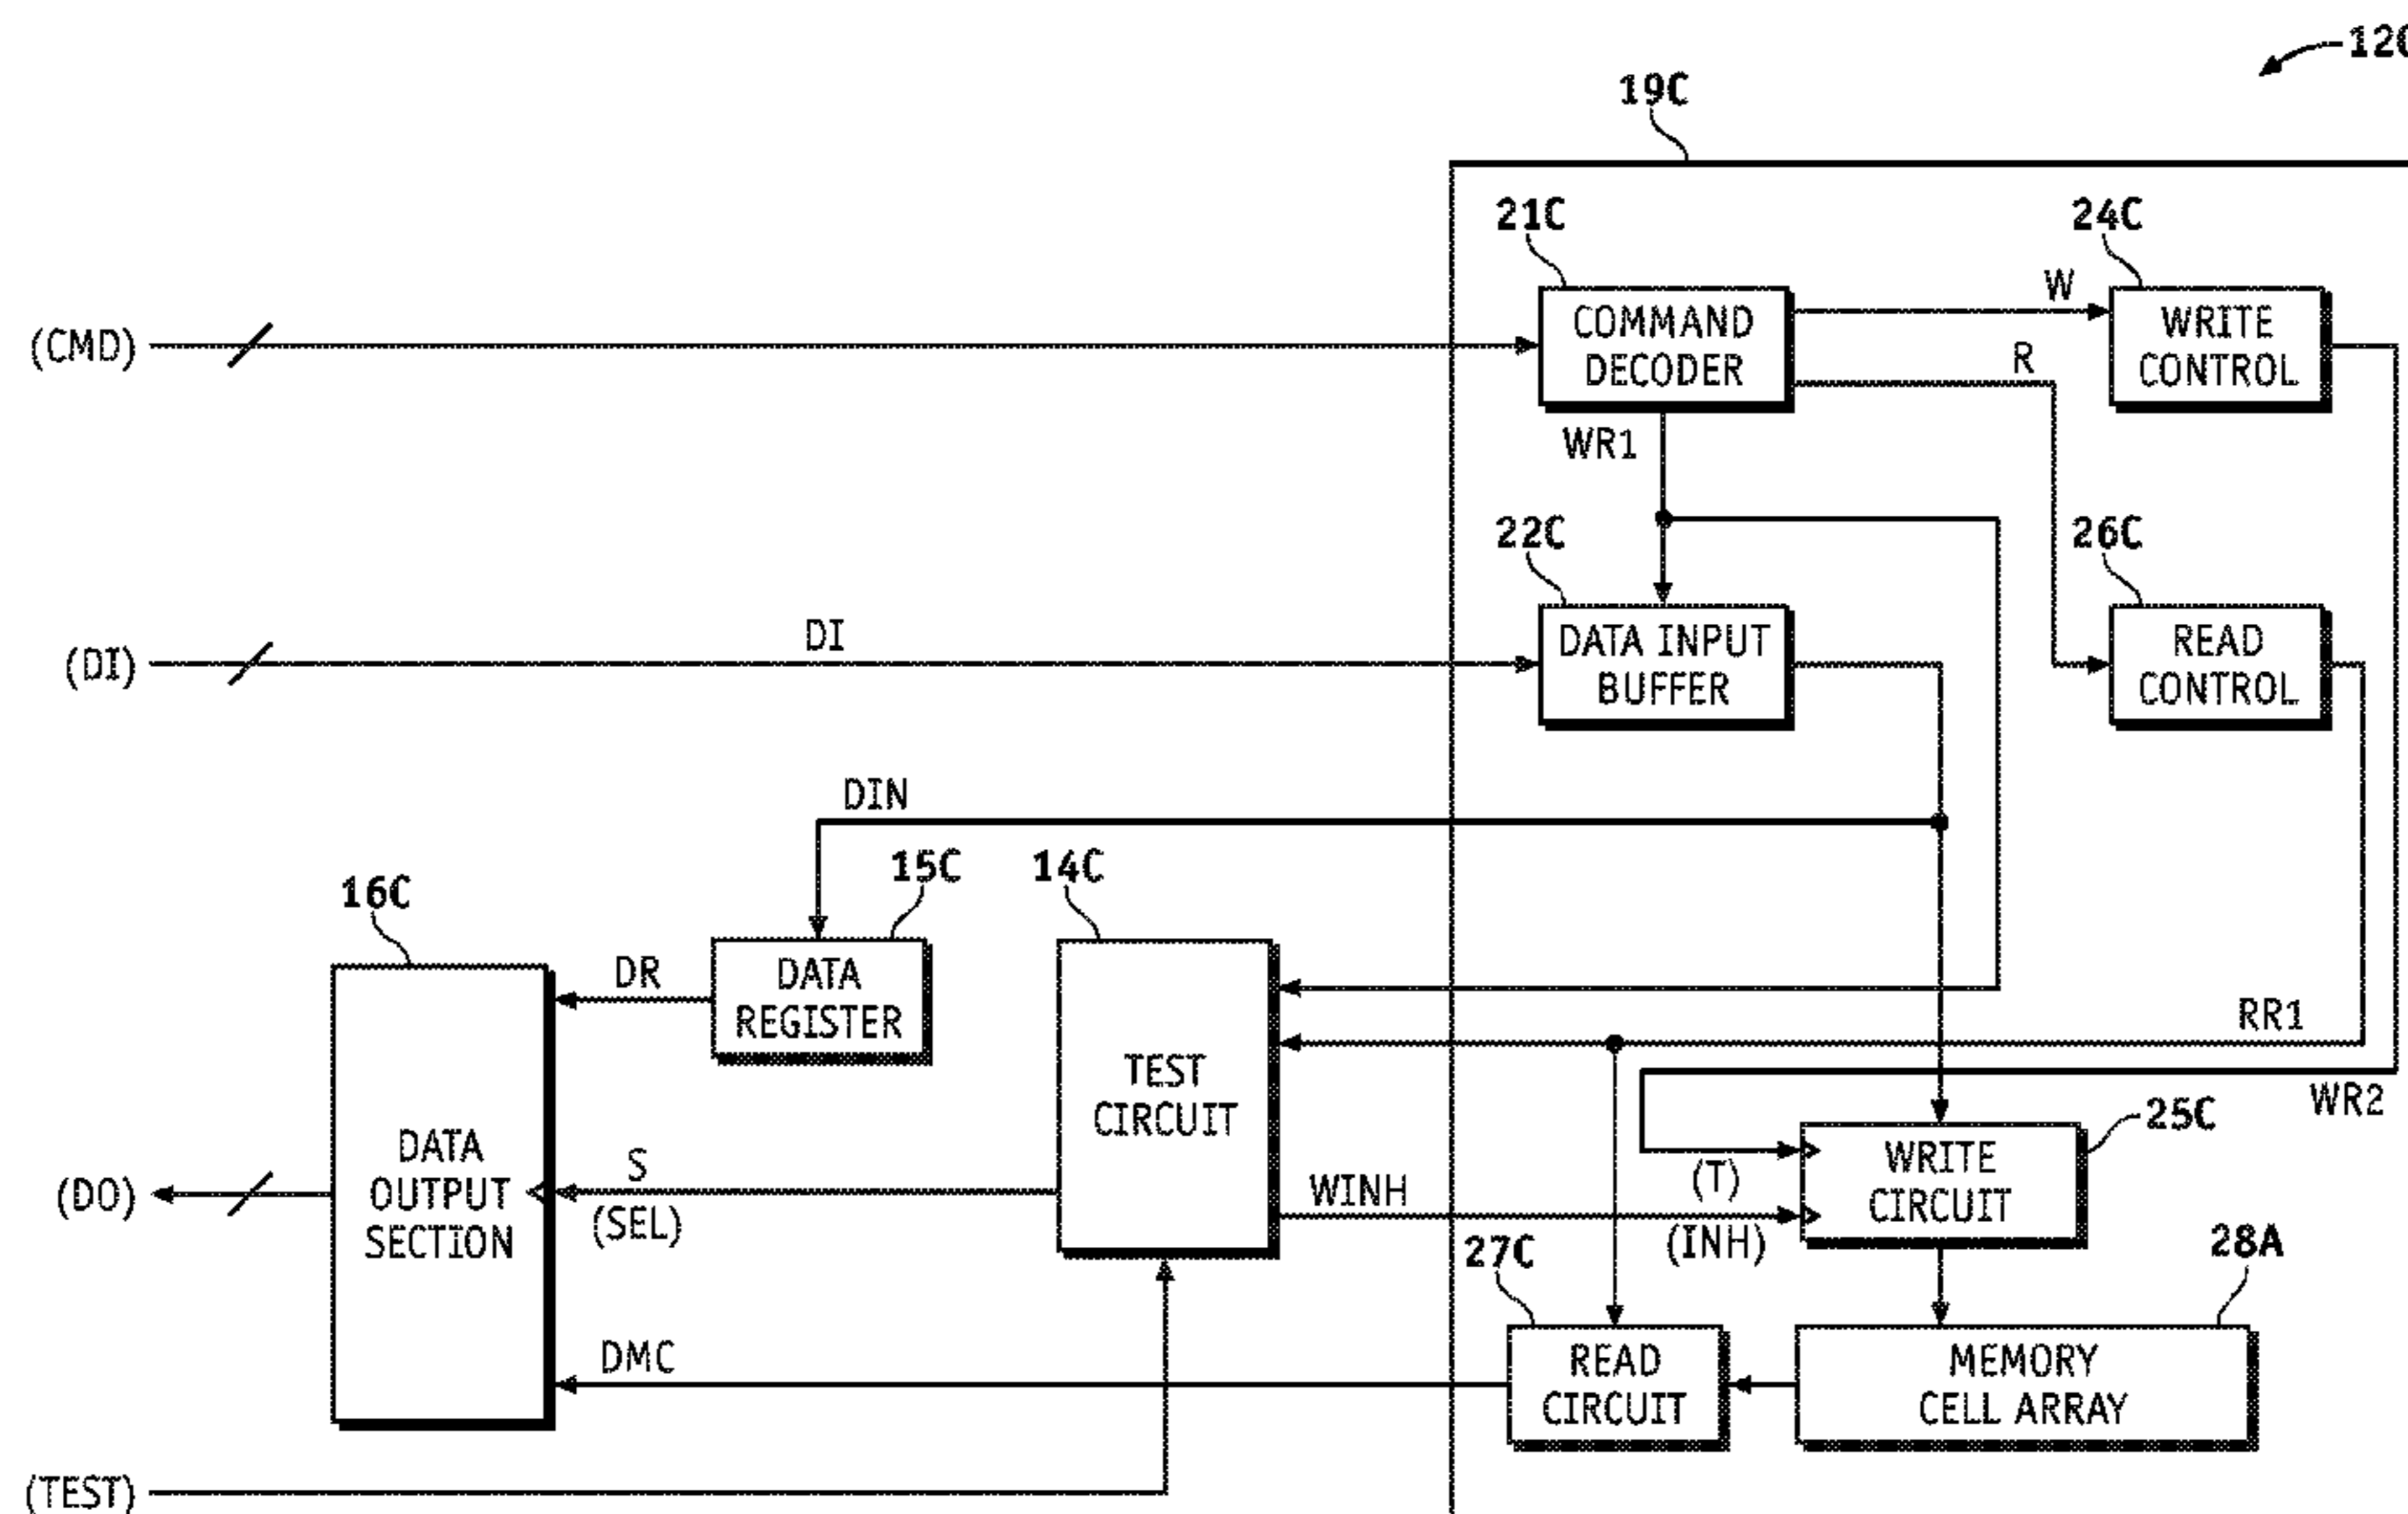 120
19C
21C
24C
(CMD)
COMMAND
DECODER
W
R
WRITE
CONTROL
WR1
22C
26C
(DI)
DI
DATA INPUT
BUFFER
READ
CONTROL
DIN
16C
15C
14C
DR
DATA
REGISTER
RR1
TEST
CIRCUIT
WR2
25C
DATA
OUTPUT
SECTION
(DO)
S
(SEL)
WINH
(T)
(INH)
WRITE
CIRCUIT
27C
28A
DMC
READ
CIRCUIT
MEMORY
CELL ARRAY
(TEST)